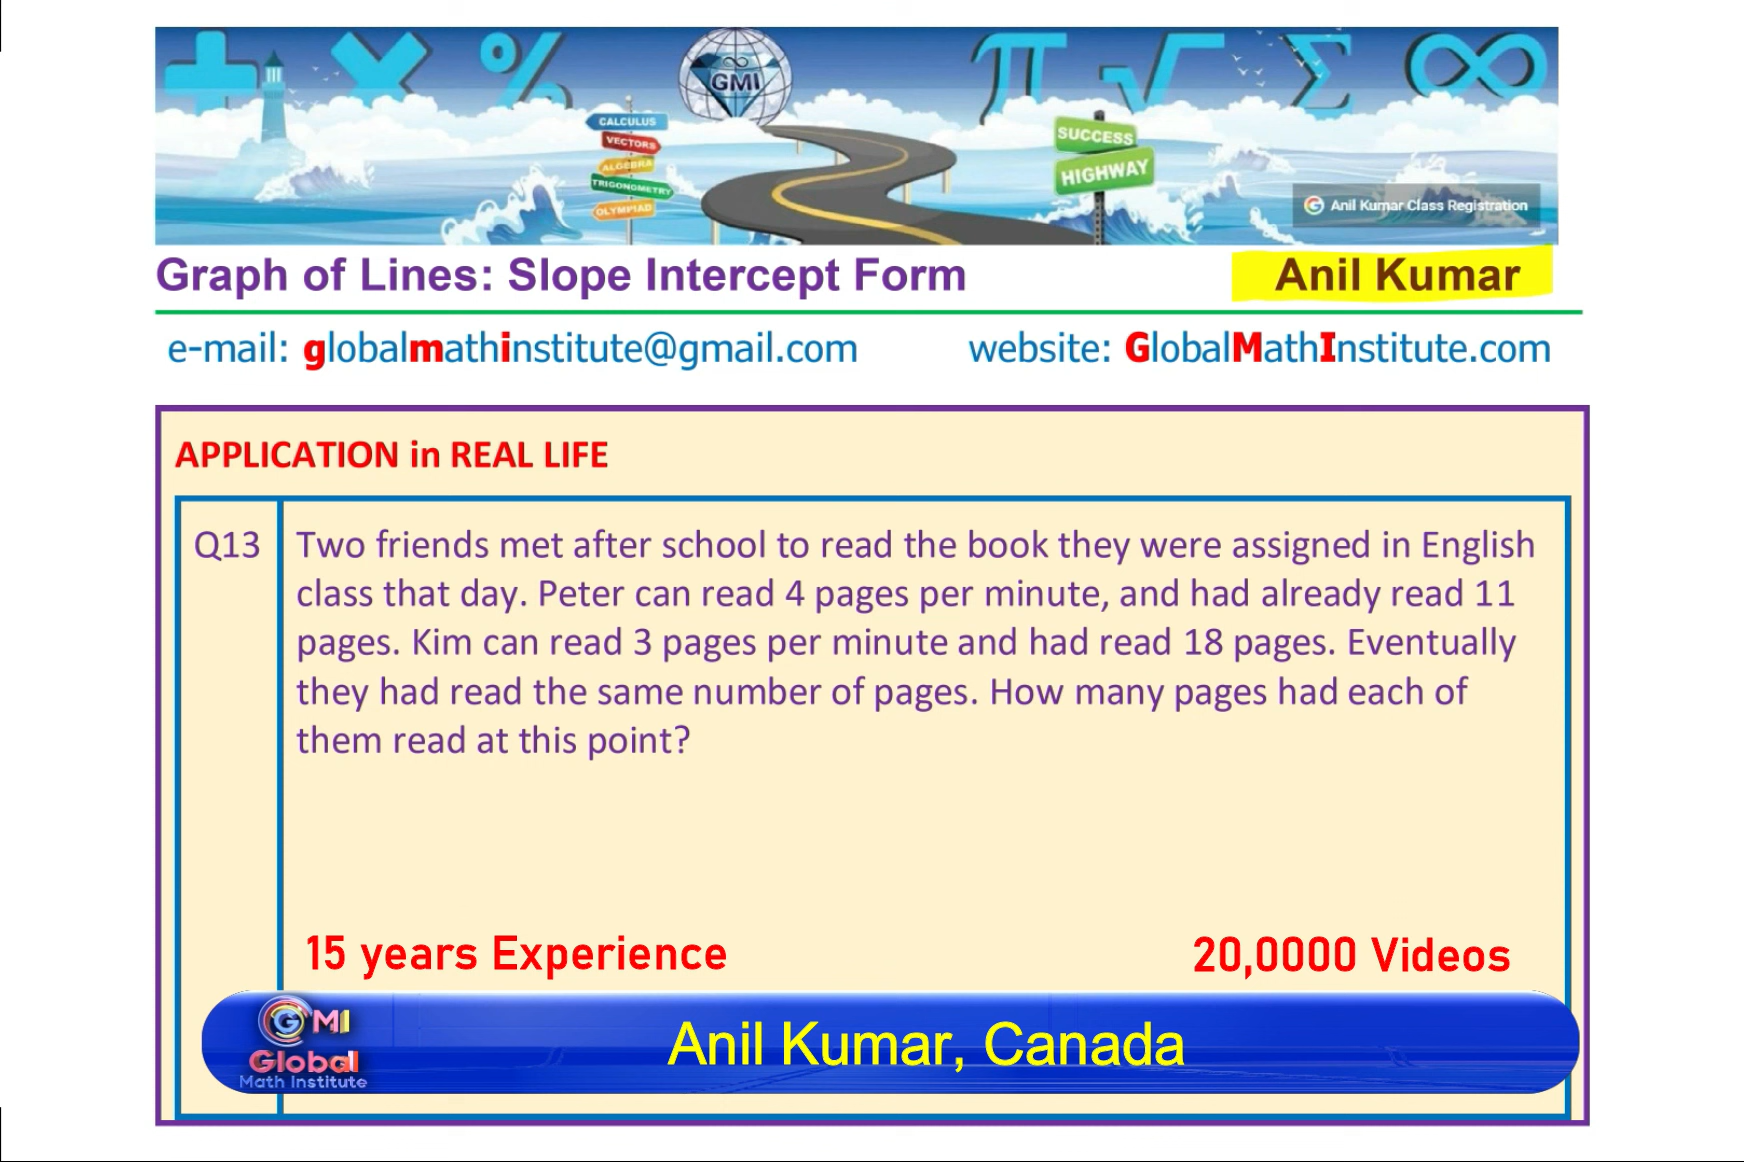 GMI
CALCULUS
VECTORS
ALGEBRA
TRIGONOMETRY
OLYMPIAD
SUCCESS
HIGHWAY
Anil Kumar Class Registration
Graph of Lines: Slope Intercept Form Anil Kumar
e-mail: globalmathinstitute@gmail.com website: GlobalMathInstitute.com
APPLICATION in REAL LIFE
Q13 Two friends met after school to read the book they were assigned in English
class that day. Peter can read 4 pages per minute, and had already read 11
pages. Kim can read 3 pages per minute and had read 18 pages. Eventually
they had read the same number of pages. How many pages had each of
them read at this point?
15 years Experience 20,0000 Videos
GMI
Global
Math Institute
Anil Kumar, Canada